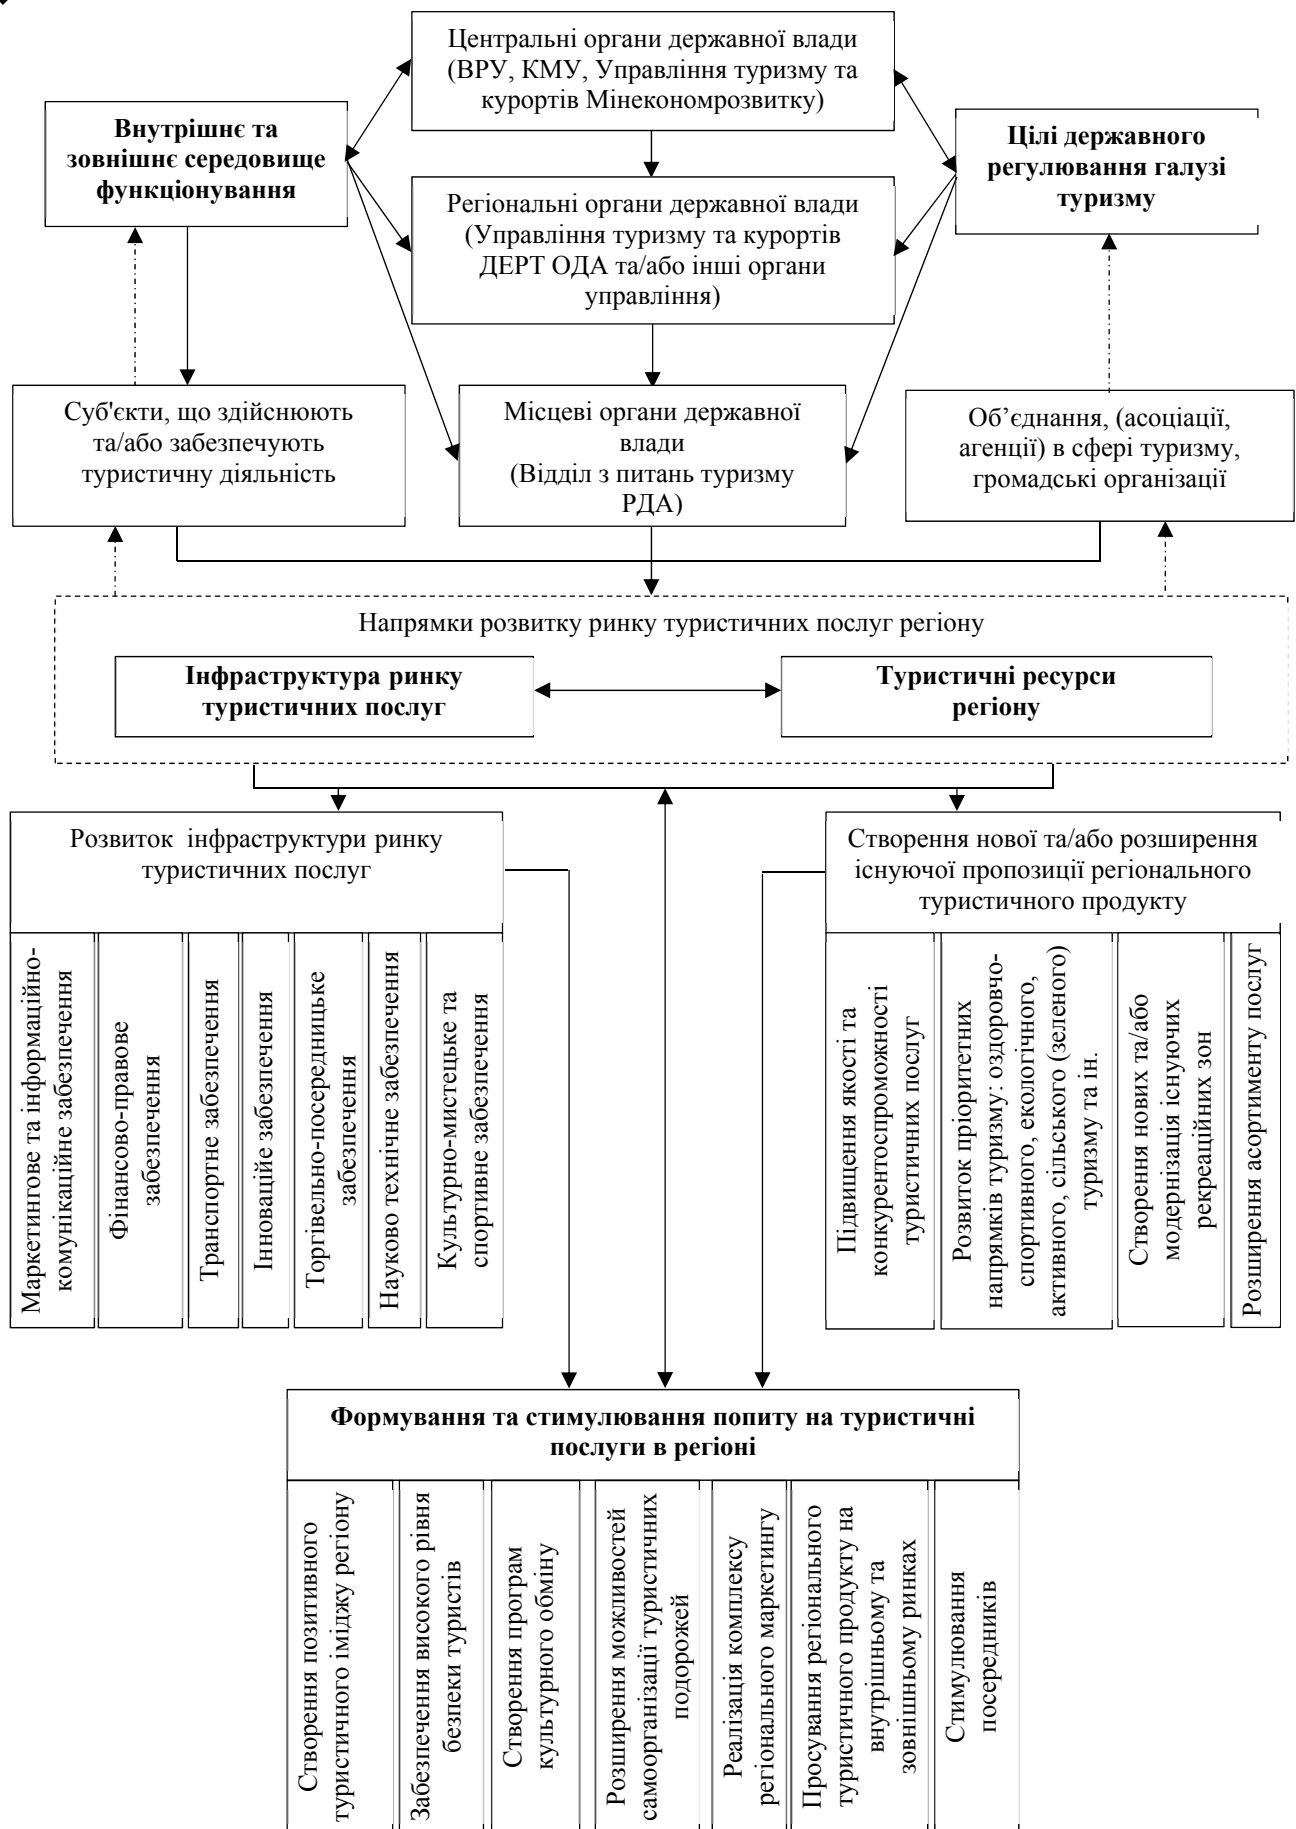 Центральні органи державної влади
(ВРУ, КМУ, Управління туризму та
курортів Мінекономрозвитку)
Внутрішнє та
зовнішнє середовище
функціонування
Цілі державного
регулювання галузі
туризму
Регіональні органи державної влади
(Управління туризму та курортів
ДЕРТ ОДА та/або інші органи
управління)
Суб'єкти, що здійснюють
та/або забезпечують
туристичну діяльність
Місцеві органи державної
влади
(Відділ з питань туризму
РДА)
Об’єднання, (асоціації,
агенції) в сфері туризму,
громадські організації
Напрямки розвитку ринку туристичних послуг регіону
Інфраструктура ринку
туристичних послуг
Туристичні ресурси
регіону
Розвиток інфраструктури ринку
туристичних послуг
Створення нової та/або розширення
існуючої пропозиції регіонального
туристичного продукту
Маркетингове та інформаційно-
комунікаційне забезпечення
Фінансово-правове
забезпечення
Транспортне забезпечення
Інноваційє забезпечення
Торгівельно-посередницьке
забезпечення
Науково технічне забезпечення
Культурно-мистецьке та
спортивне забезпечення
Підвищення якості та
конкурентоспроможності
туристичних послуг
Розвиток пріоритетних
напрямків туризму: оздоровчо-
спортивного, екологічного,
активного, сільського (зеленого)
туризму та ін.
Створення нових та/або
модернізація існуючих
рекреаційних зон
Розширення асортименту послуг
Формування та стимулювання попиту на туристичні
послуги в регіоні
Створення позитивного
туристичного іміджу регіону
Забезпечення високого рівня
безпеки туристів
Створення програм
культурного обміну
Розширення можливостей
самоорганізації туристичних
подорожей
Реалізація комплексу
регіонального маркетингу
Просування регіонального
туристичного продукту на
внутрішньому та
зовнішньому ринках
Стимулювання
посередників